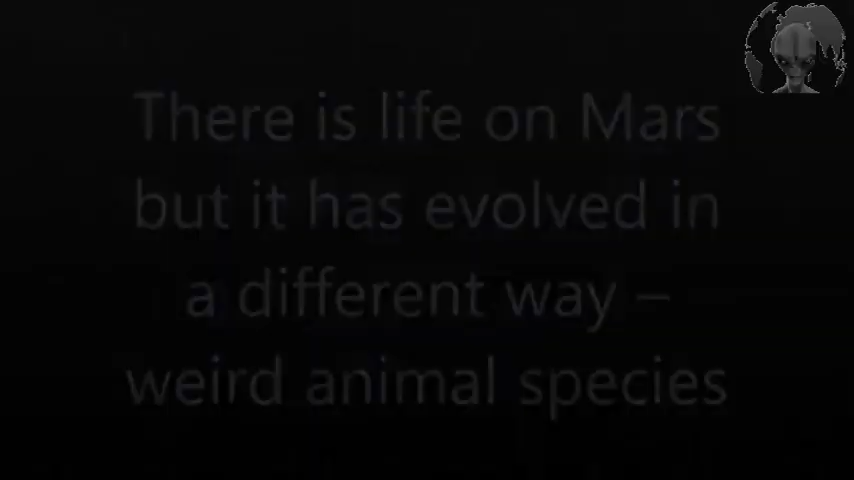 There is life on Mars
but it has evolved in
a different way –
weird animal species